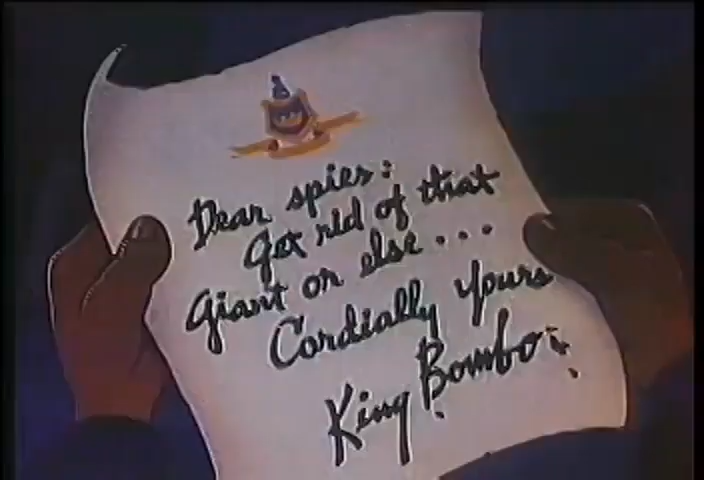 Dear spies:
Get rid of that
Giant or else...
Cordially Yours
King Bombo